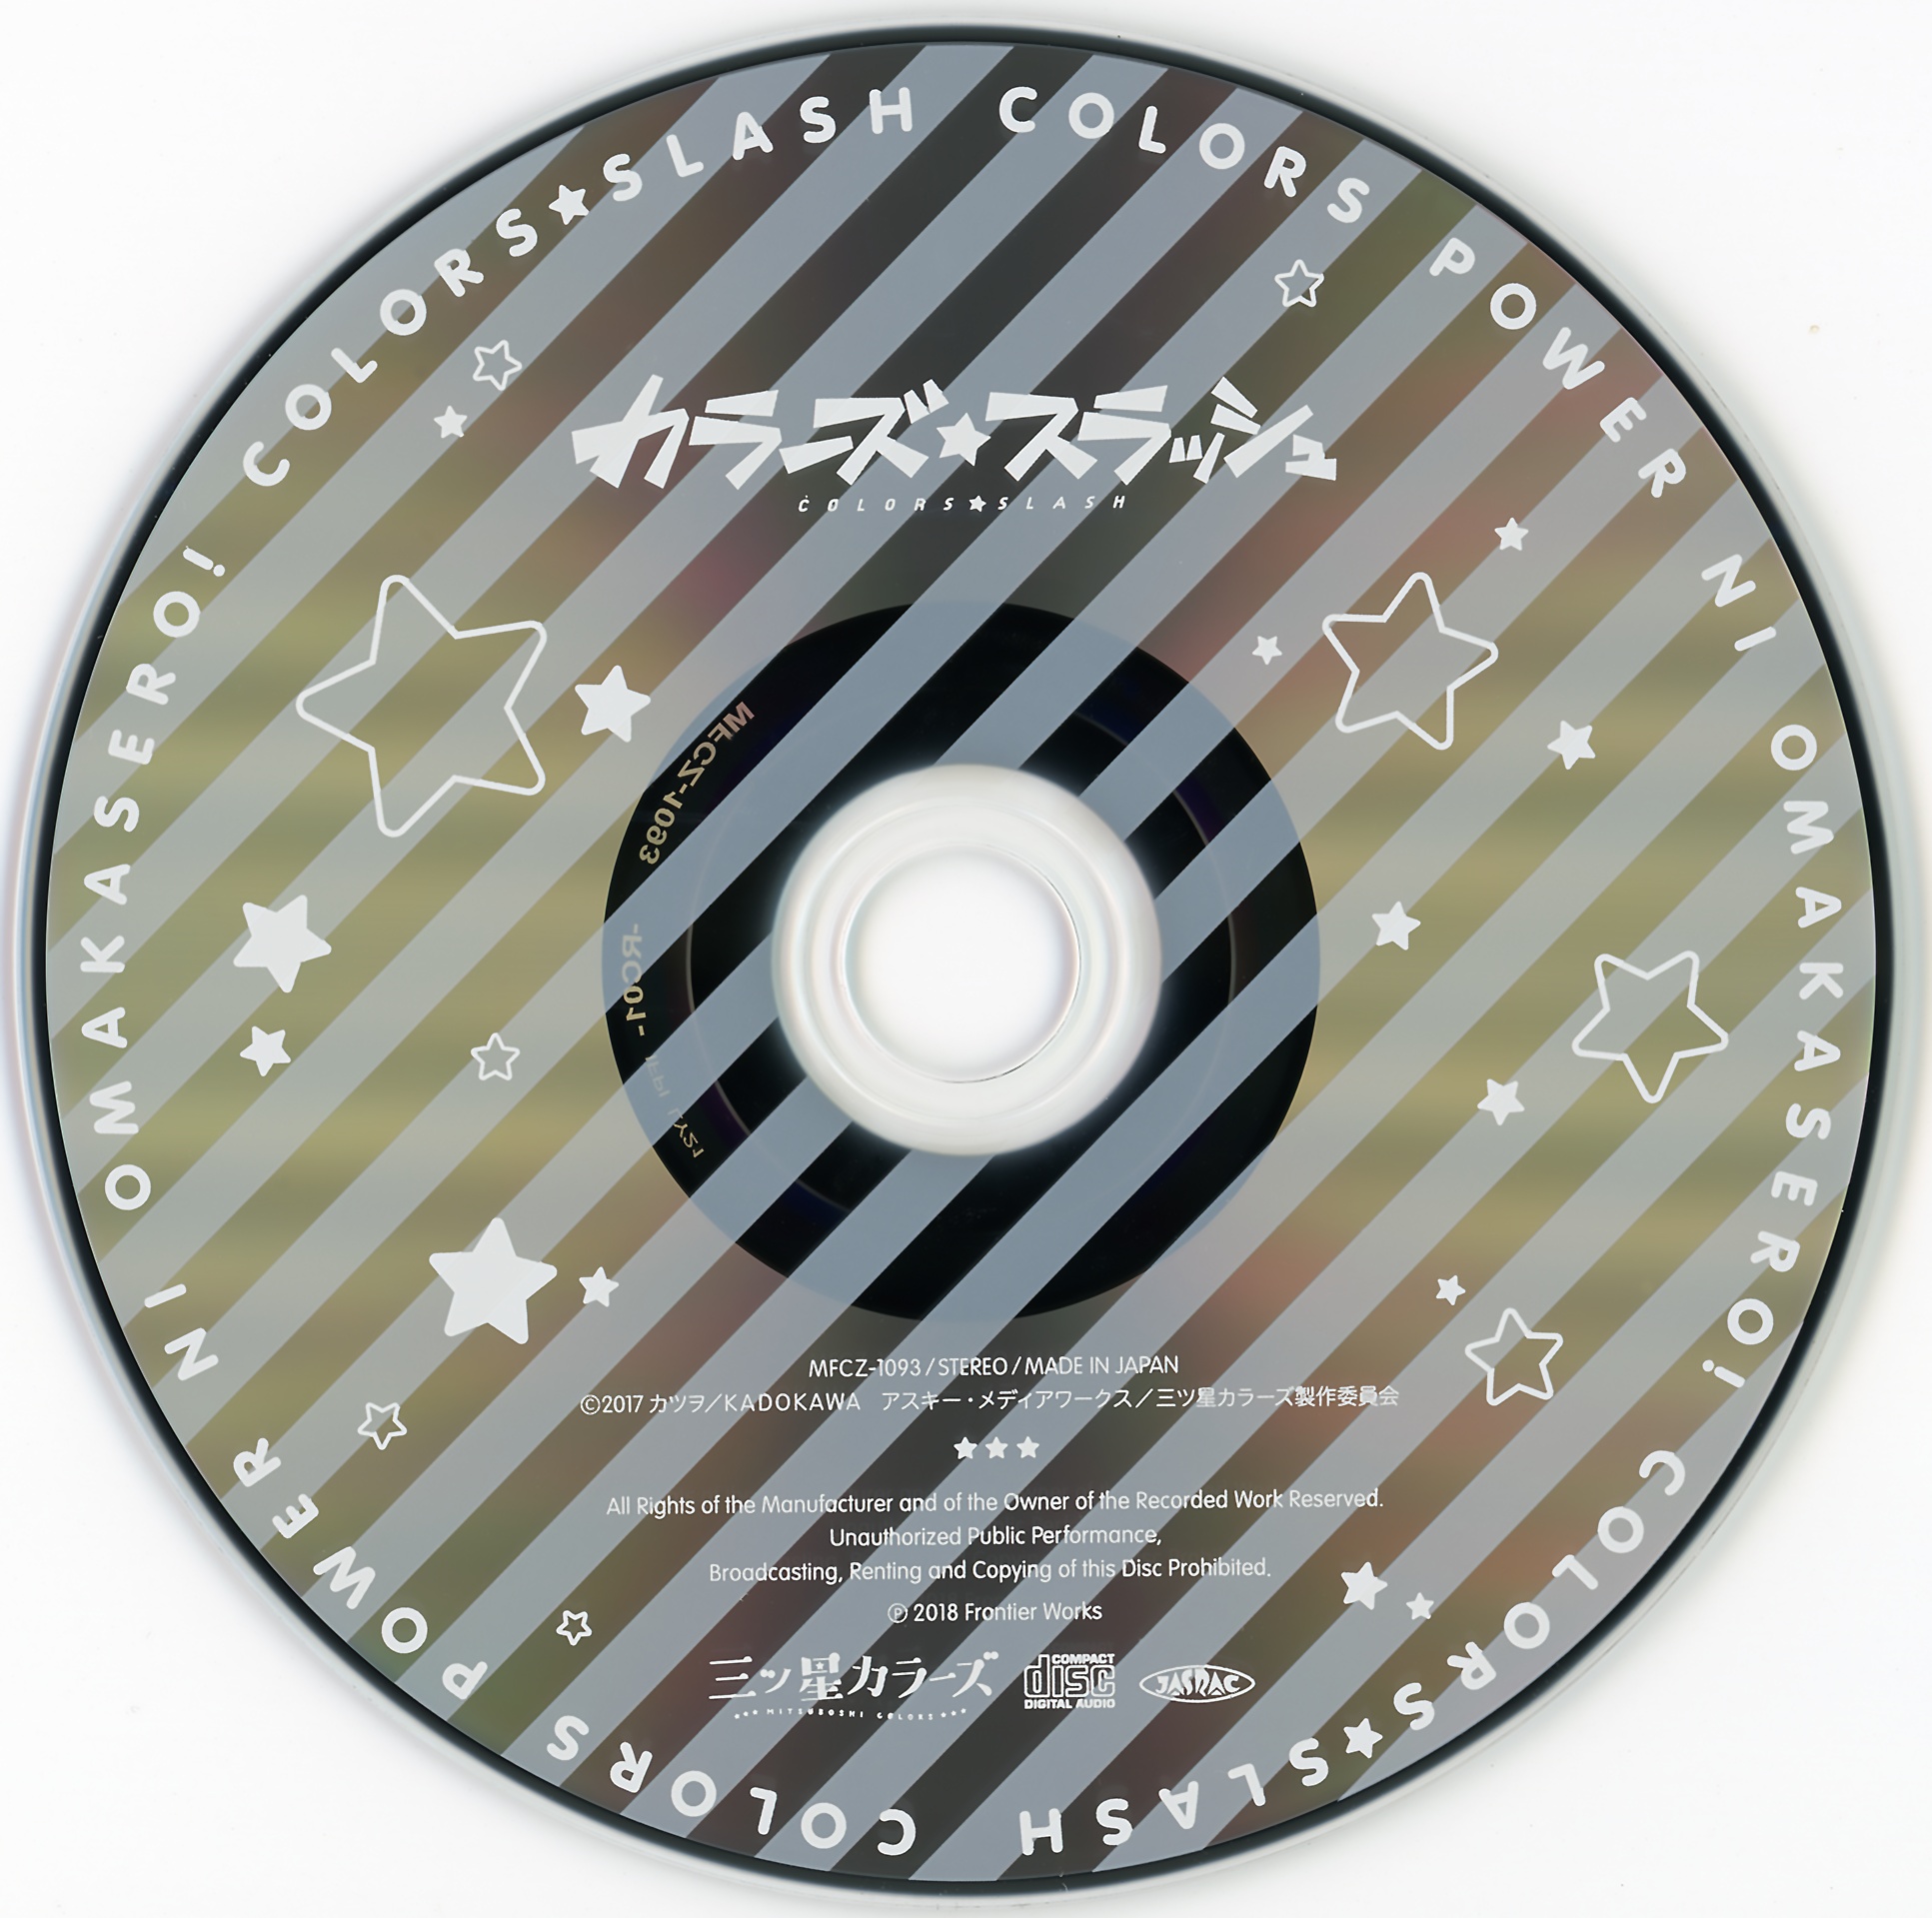 COLORS★SLASH COLORS POWER NI OMAKASERO!
COLORS★SLASH COLORS POWER NI OMAKASERO!
カラーズ★スラッシュ
COLORS★SLASH
MFCZ-1093
MFCZ-1093/STEREO/MADE IN JAPAN
©2017 カツヲ/KADOKAWA アスキー・メディアワークス/三ツ星カラーズ製作委員会
★★★
All Rights of the Manufacturer and of the Owner of the Recorded Work Reserved.
Unauthorized Public Performance,
Broadcasting, Renting and Copying of this Disc Prohibited.
Ⓟ 2018 Frontier Works
三ツ星カラーズ
★★★ MITSUBOSHI COLORS ★★★
COMPACT
disc
DIGITAL AUDIO
JASRAC